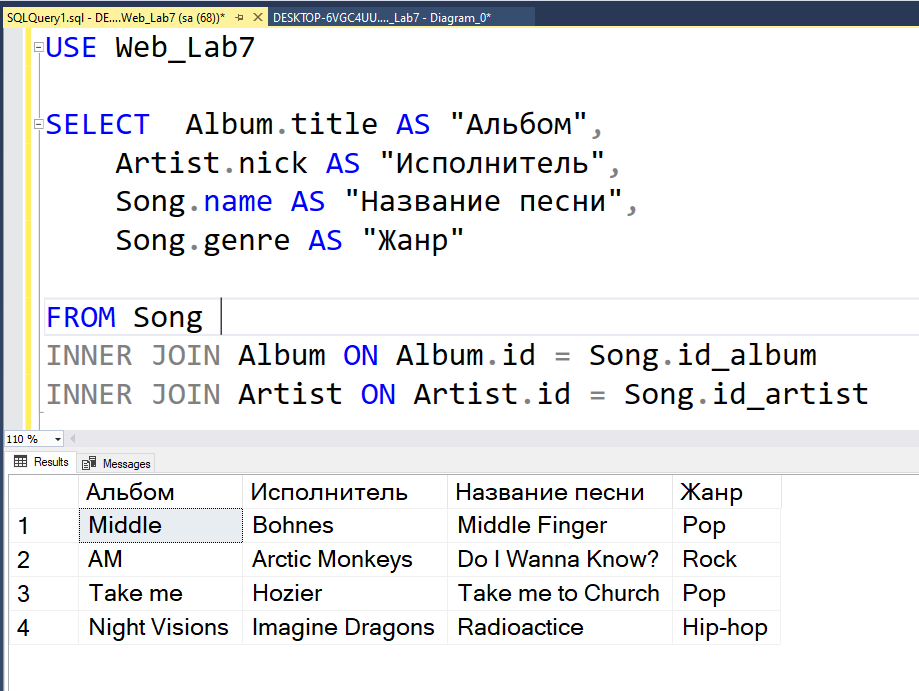 SQLQuery1.sql - DE....Web_Lab7 (sa (68))* DESKTOP-6VGC4UU...._Lab7 - Diagram_0*
USE Web_Lab7
SELECT Album.title AS "Альбом",
Artist.nick AS "Исполнитель",
Song.name AS "Название песни",
Song.genre AS "Жанр"
FROM Song
INNER JOIN Album ON Album.id = Song.id_album
INNER JOIN Artist ON Artist.id = Song.id_artist
110 %
Results Messages
Альбом Исполнитель Название песни Жанр
1 Middle Bohnes Middle Finger Pop
2 AM Arctic Monkeys Do I Wanna Know? Rock
3 Take me Hozier Take me to Church Pop
4 Night Visions Imagine Dragons Radioactice Hip-hop